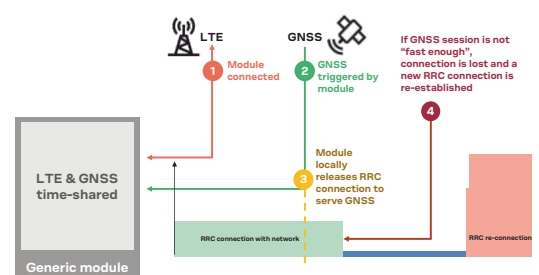 LTE
GNSS
1
Module
connected
2
GNSS
triggered by
module
If GNSS session is not
“fast enough”,
connection is lost and a
new RRC connection is
re-established
4
3
Module
locally
releases RRC
connection to
serve GNSS
LTE & GNSS
time-shared
Generic module
RRC connection with network
RRC re-connection